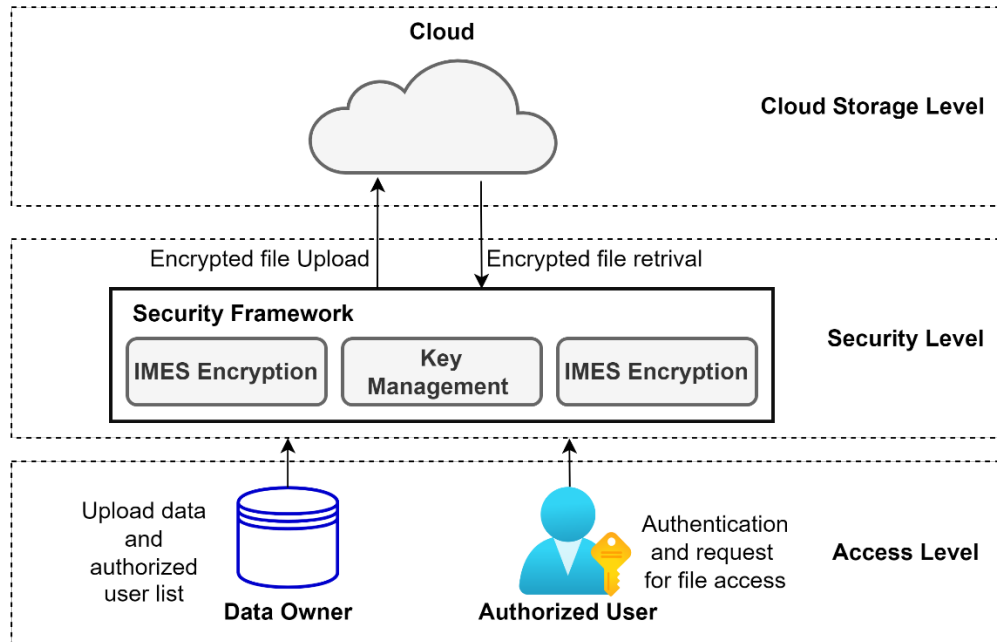 Cloud
Cloud Storage Level
Encrypted file Upload
Encrypted file retrival
Security Framework
IMES Encryption
Key
Management
IMES Encryption
Security Level
Upload data
and
authorized
user list
Data Owner
Authentication
and request
for file access
Authorized User
Access Level